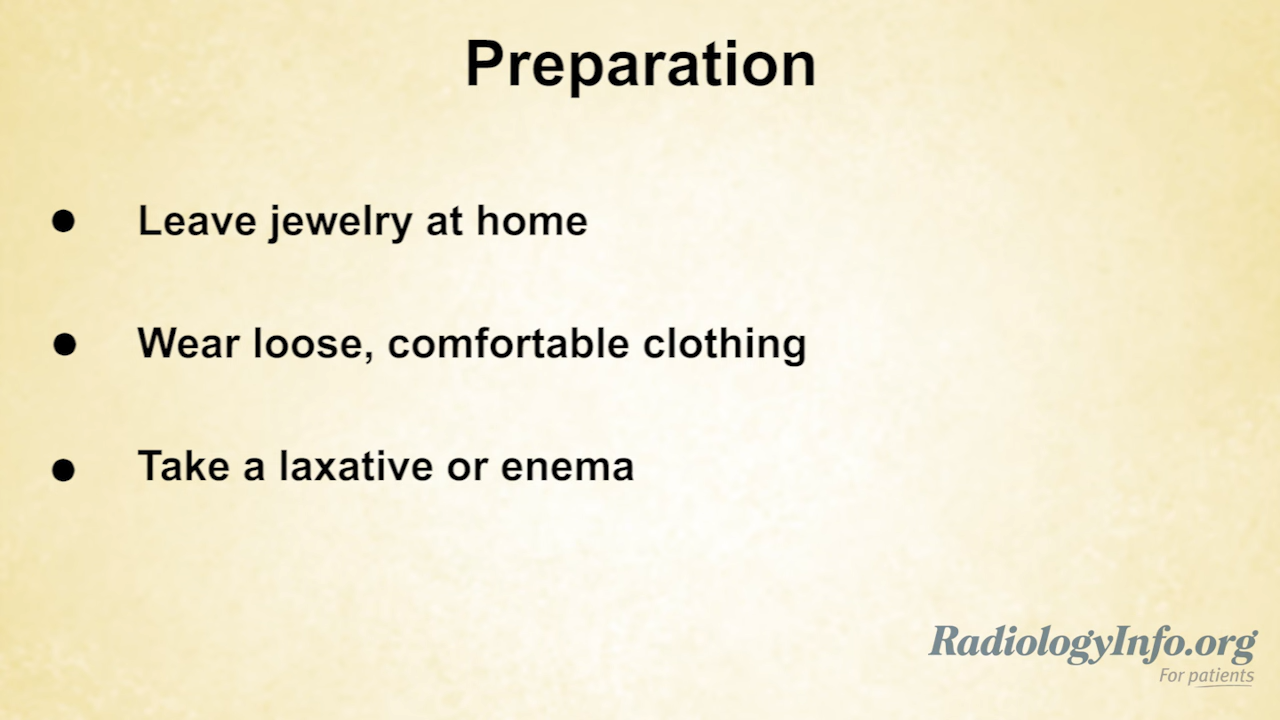 Preparation
● Leave jewelry at home
● Wear loose, comfortable clothing
● Take a laxative or enema
RadiologyInfo.org
For patients